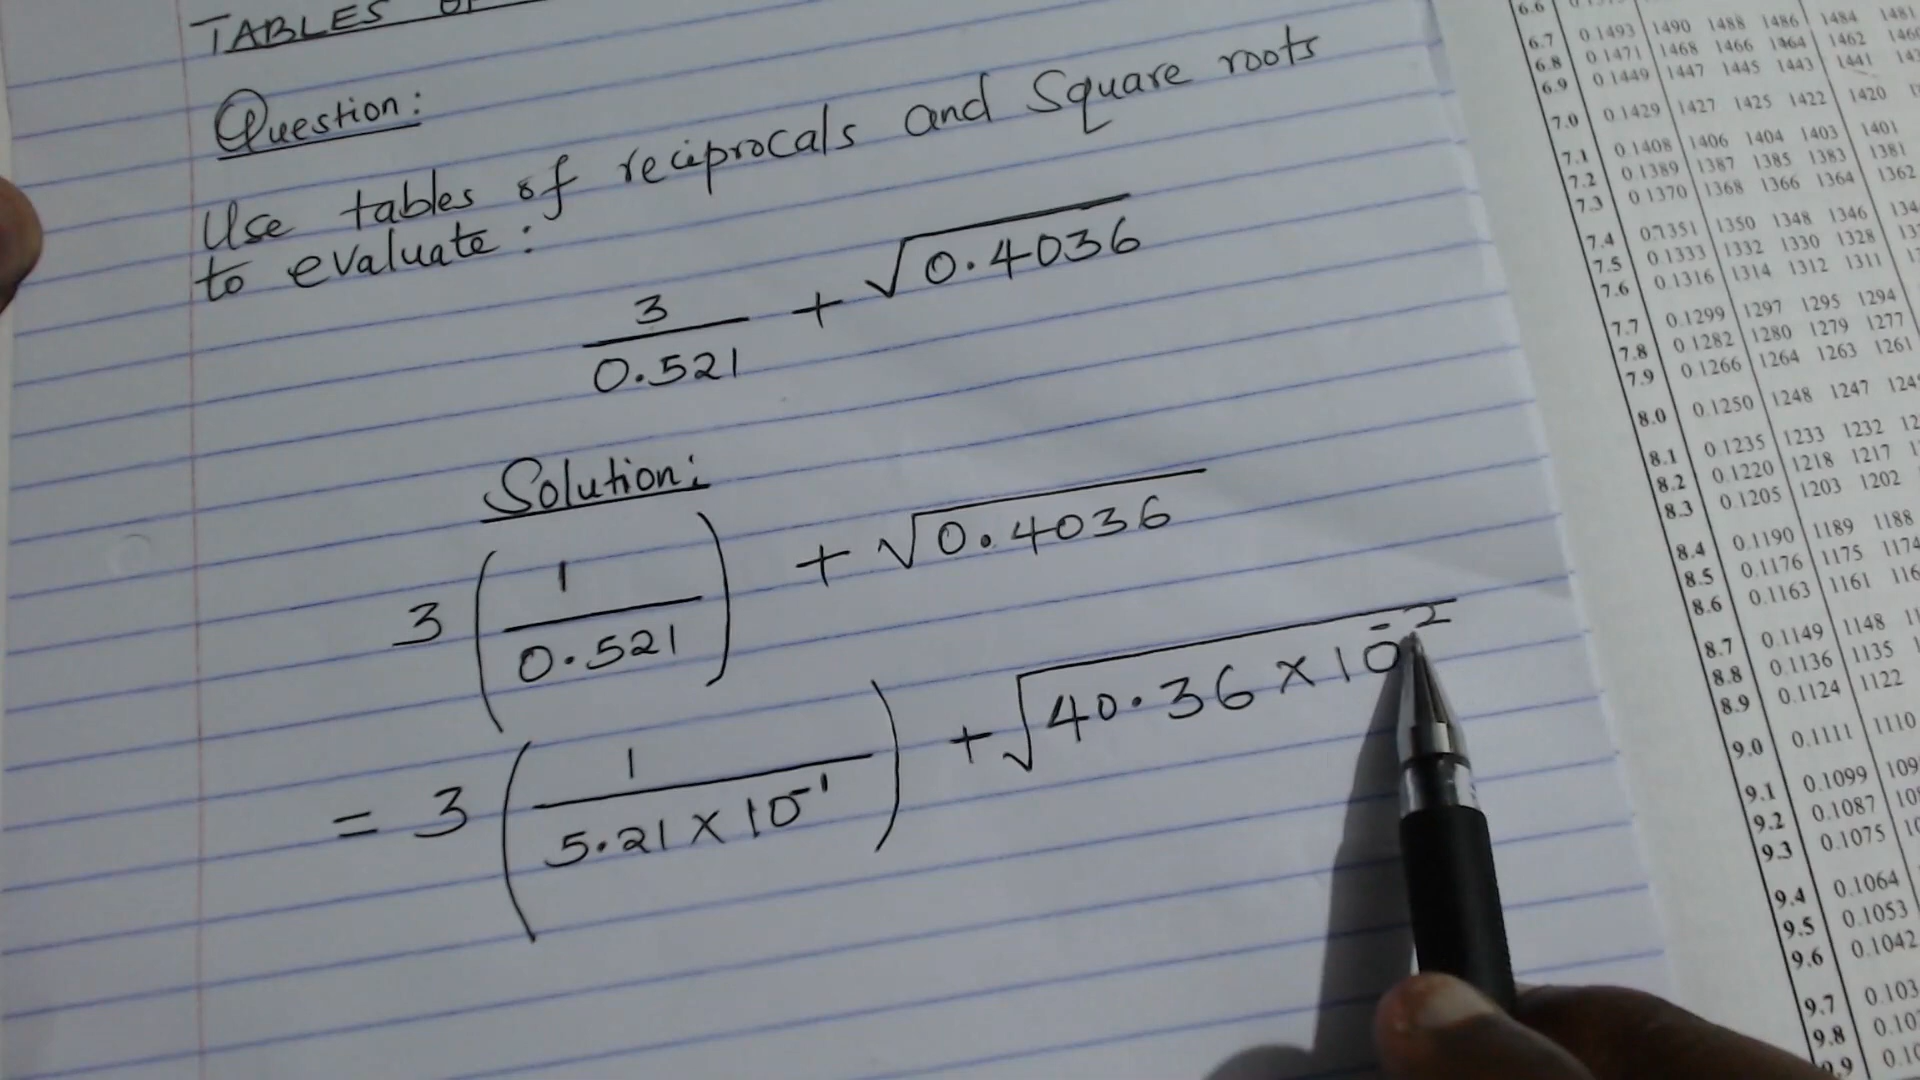 TABLES
Question:
Use tables of reciprocals and Square roots
to evaluate:
3/0.521 + √0.4036
Solution:
3(1/0.521) + √0.4036
= 3(1/5.21 × 10⁻¹) + √40.36 × 10⁻²
6.6
6.7 0.1493 1490 1488 1486 1484 1481
6.8 0.1471 1468 1466 1464 1462
6.9 0.1449 1447 1445 1443 1441
7.0 0.1429 1427 1425 1422 1420
7.1 0.1408 1406 1404 1403 1401
7.2 0.1389 1387 1385 1383 1381
7.3 0.1370 1368 1366 1364 1362
7.4 0.1351 1350 1348 1346
7.5 0.1333 1332 1330 1328
7.6 0.1316 1314 1312 1311
7.7 0.1299 1297 1295 1294
7.8 0.1282 1280 1279 1277
7.9 0.1266 1264 1263 1261
8.0 0.1250 1248 1247
8.1 0.1235 1233 1232
8.2 0.1220 1218 1217
8.3 0.1205 1203 1202
8.4 0.1190 1189 1188
8.5 0.1176 1175 1174
8.6 0.1163 1161
8.7 0.1149 1148
8.8 0.1136 1135
8.9 0.1124 1122
9.0 0.1111 1110
9.1 0.1099
9.2 0.1087
9.3 0.1075
9.4 0.1064
9.5 0.1053
9.6 0.1042
9.7
9.8